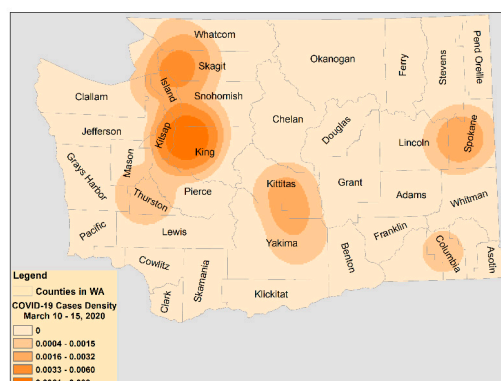 Whatcom
Okanogan
Ferry
Stevens
Pend Orellie
Skagit
Island
Snohomish
Clallam
Chelan
Douglas
Jefferson
Kitsap
King
Lincoln
Spokane
Grays Harbor
Mason
Kittitas
Grant
Adams
Whitman
Thurston
Pierce
Pacific
Lewis
Yakima
Benton
Franklin
Columbia
Asotin
Cowlitz
Skamania
Clark
Klickitat
Legend
Counties in WA
COVID-19 Cases Density
March 10 - 15, 2020
0
0.0004 - 0.0015
0.0016 - 0.0032
0.0033 - 0.0060